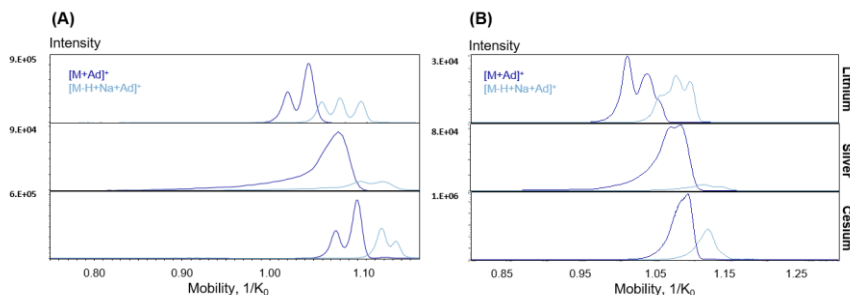 (A)
Intensity
9.E+05
[M+Ad]+
[M-H+Na+Ad]+
9.E+04
6.E+05
0.80 0.90 1.00 1.10
Mobility, 1/K0
(B)
Intensity
3.E+04
[M+Ad]+
[M-H+Na+Ad]+
8.E+04
1.E+06
0.85 0.95 1.05 1.15 1.25
Mobility, 1/K0
Lithium
Silver
Cesium